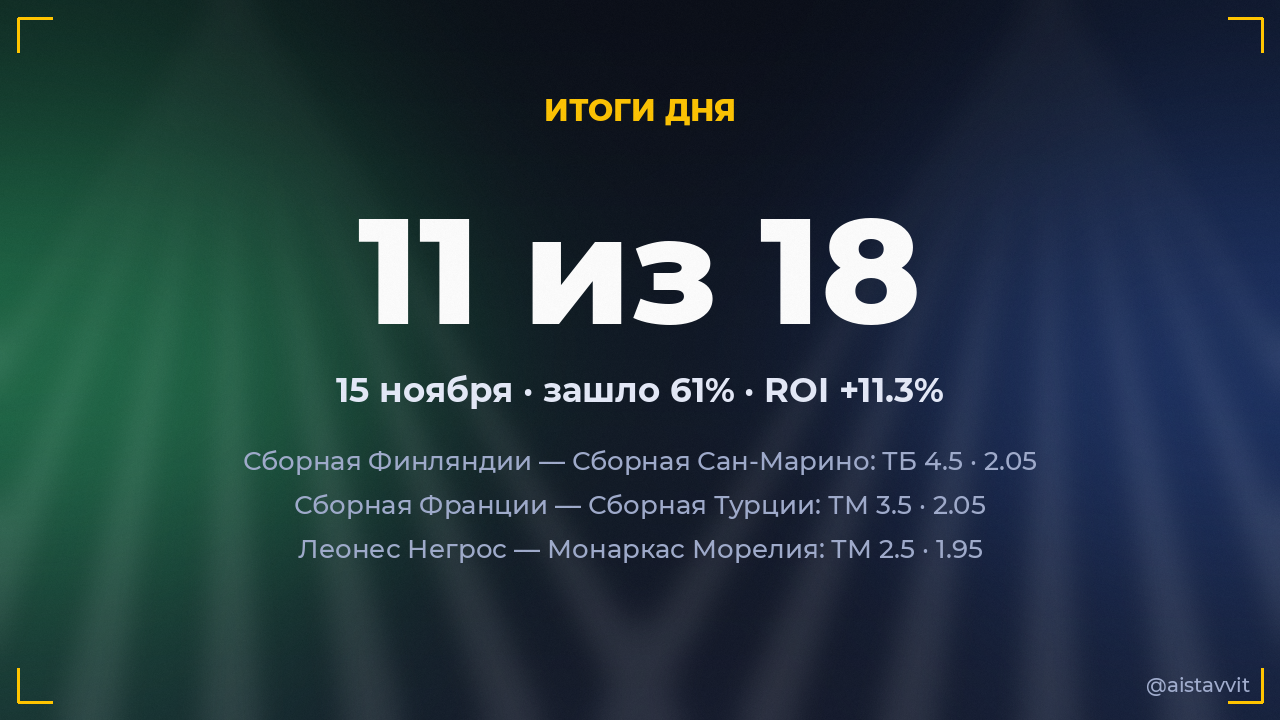 ИТОГИ ДНЯ
11 из 18
15 ноября · зашло 61% · ROI +11.3%
Сборная Финляндии — Сборная Сан-Марино: ТБ 4.5 · 2.05
Сборная Франции — Сборная Турции: ТМ 3.5 · 2.05
Леонес Негрос — Монаркас Морелия: ТМ 2.5 · 1.95
@aistavvit